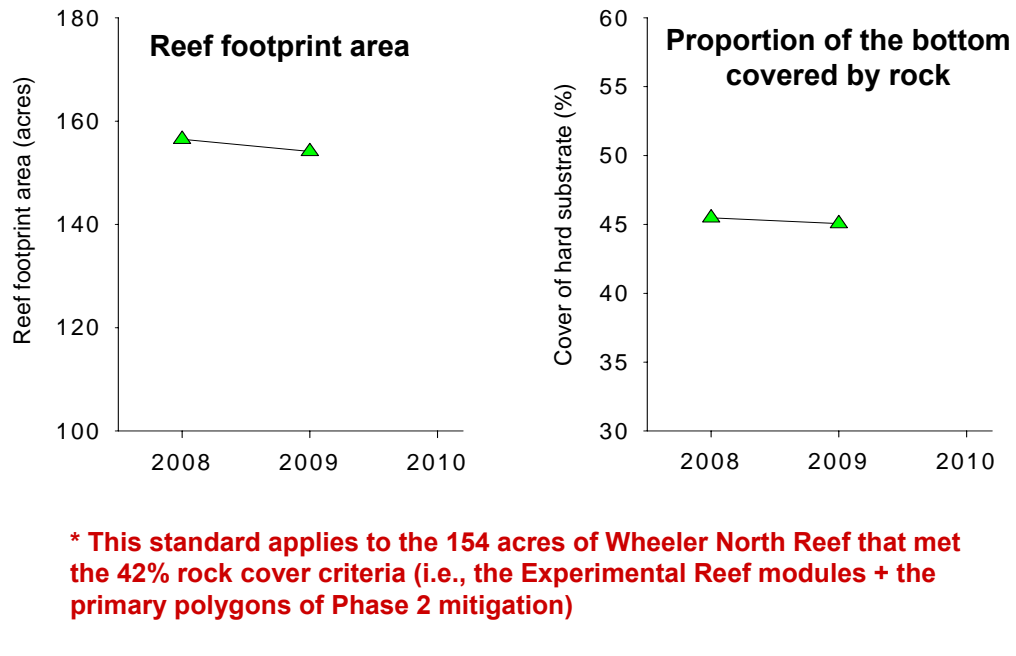 Reef footprint area
Reef footprint area (acres)
180
160
140
120
100
2008 2009 2010
Proportion of the bottom
covered by rock
Cover of hard substrate (%)
60
55
50
45
40
35
30
2008 2009 2010
* This standard applies to the 154 acres of Wheeler North Reef that met
the 42% rock cover criteria (i.e., the Experimental Reef modules + the
primary polygons of Phase 2 mitigation)